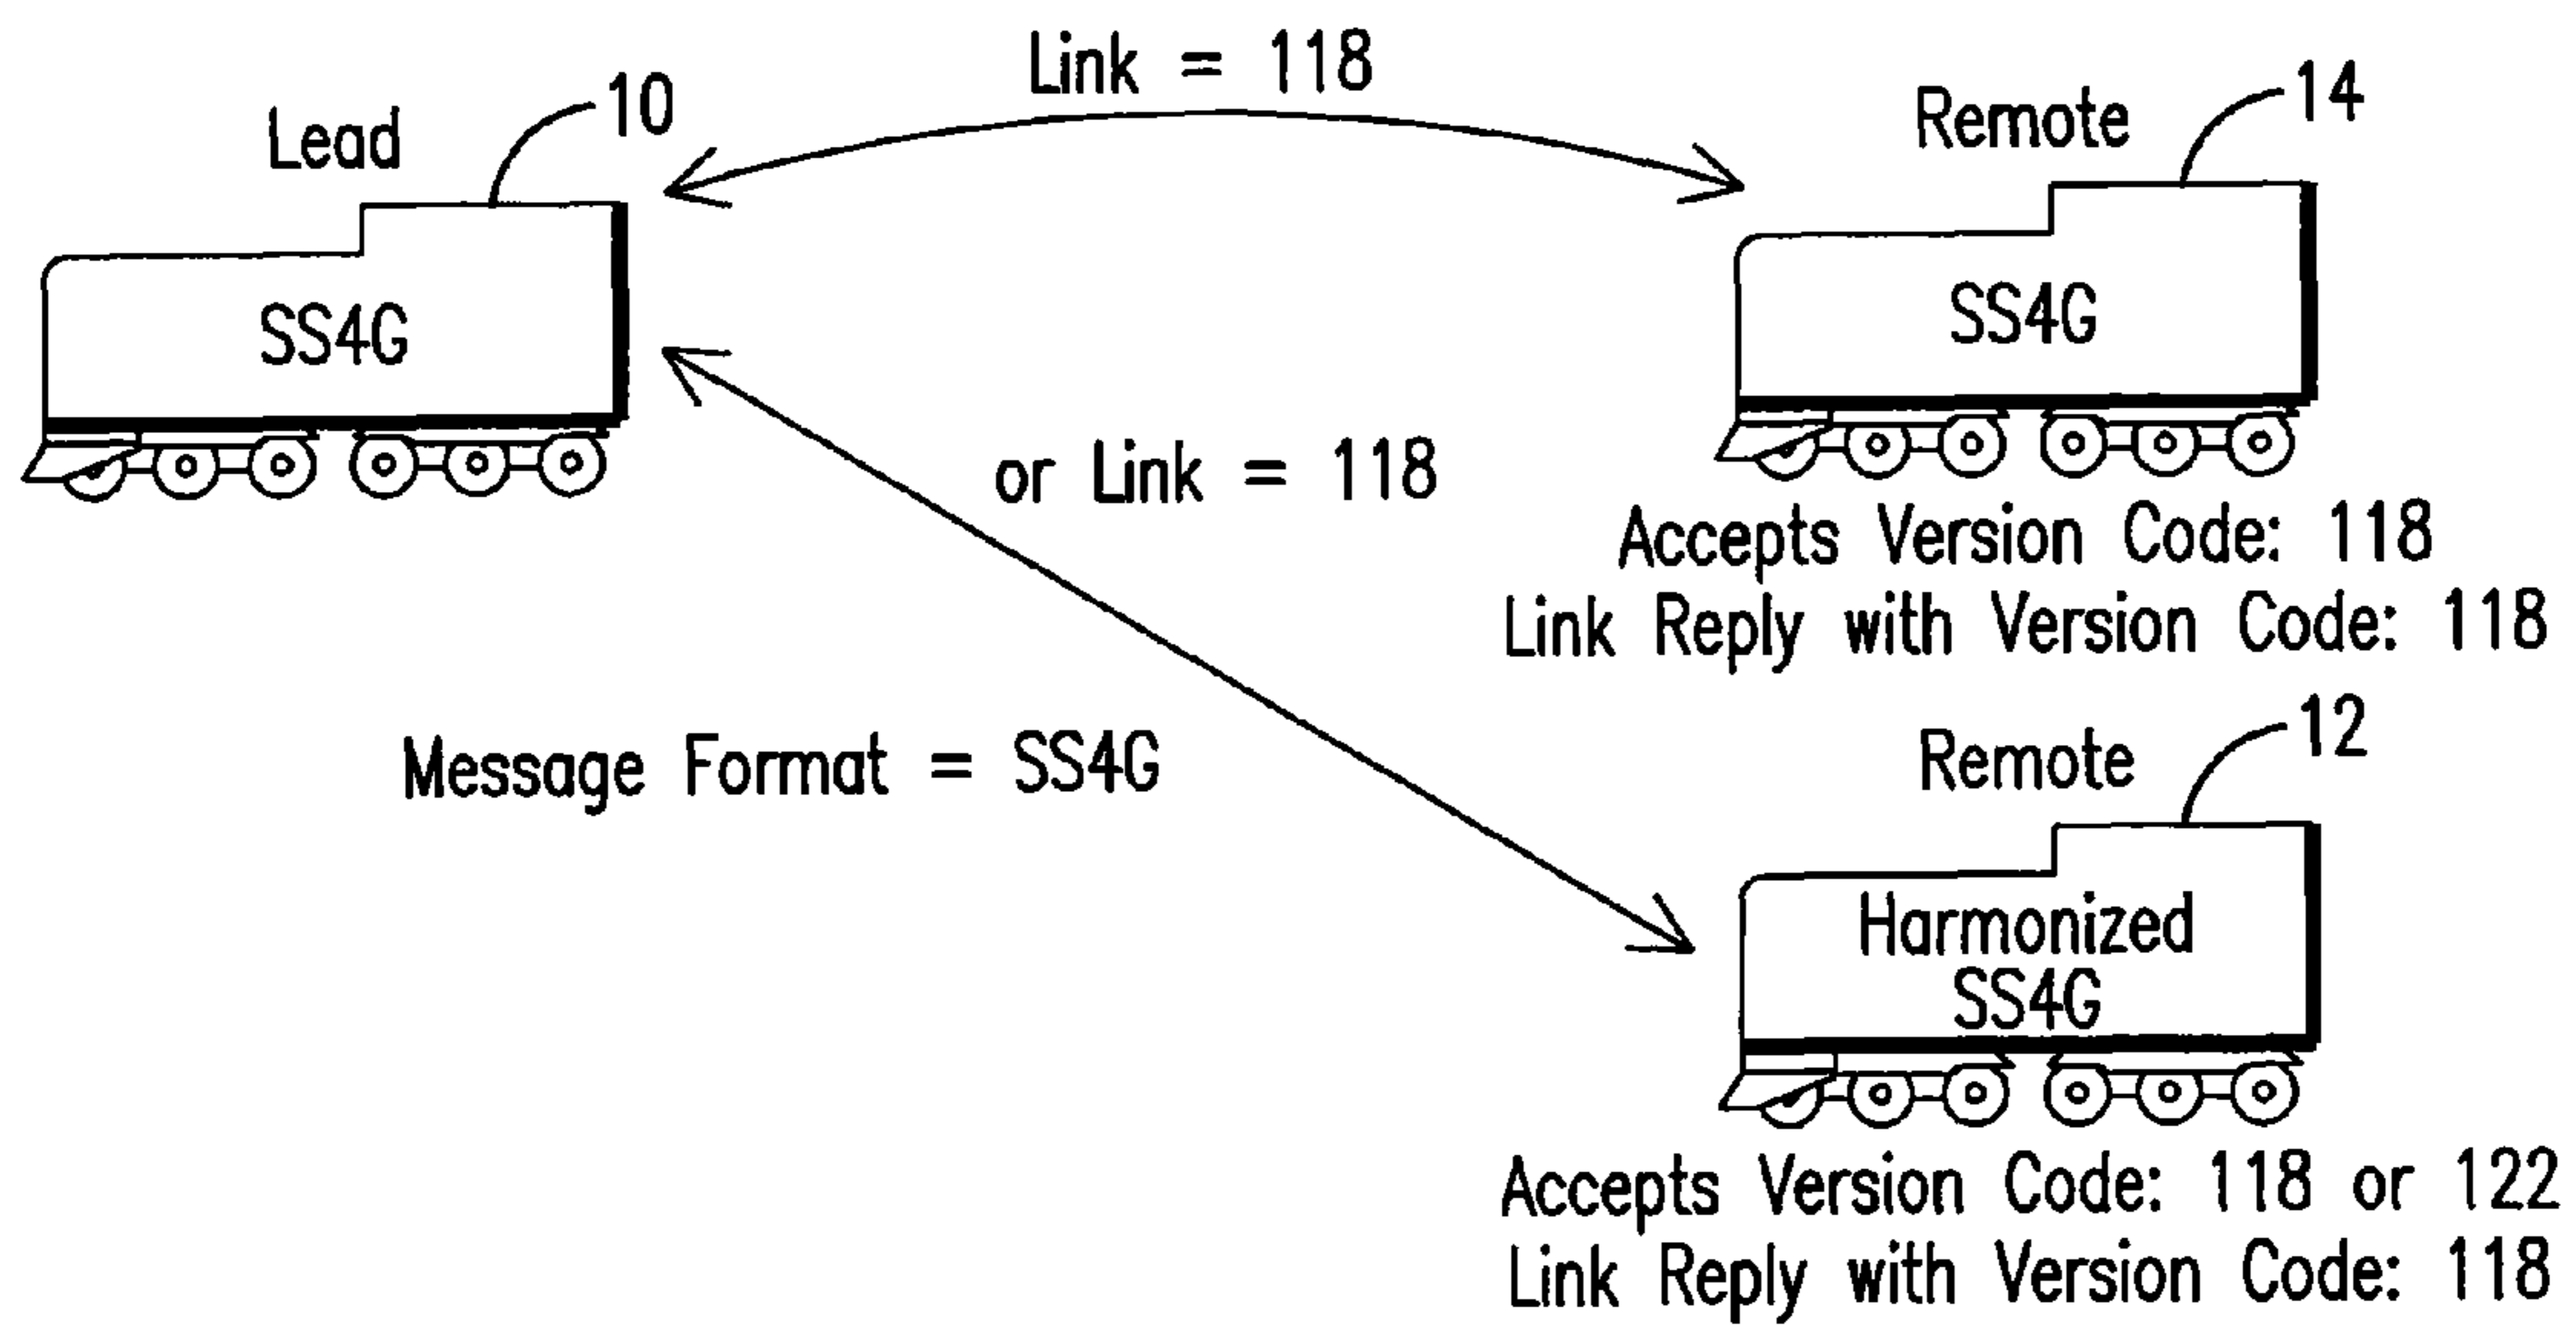 Link = 118
Lead
10
Remote
14
SS4G
SS4G
or Link = 118
Accepts Version Code: 118
Link Reply with Version Code: 118
Message Format = SS4G
Remote
12
Harmonized
SS4G
Accepts Version Code: 118 or 122
Link Reply with Version Code: 118